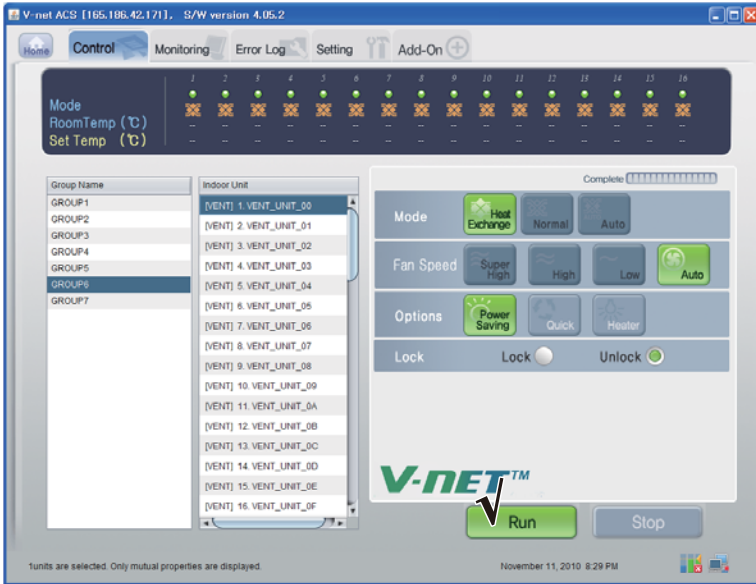 V-net ACS [165.186.42.171],   S/W version 4.05.2
Home Control Monitoring Error Log Setting Add-On
1 2 3 4 5 6 7 8 9 10 11 12 13 14 15 16
Mode
RoomTemp (℃) -- -- -- -- -- -- -- -- -- -- -- -- -- -- -- --
Set Temp (℃) -- -- -- -- -- -- -- -- -- -- -- -- -- -- -- --
Complete
Group Name
GROUP1
GROUP2
GROUP3
GROUP4
GROUP5
GROUP6
GROUP7
Indoor Unit
[VENT] 1. VENT_UNIT_00
[VENT] 2. VENT_UNIT_01
[VENT] 3. VENT_UNIT_02
[VENT] 4. VENT_UNIT_03
[VENT] 5. VENT_UNIT_04
[VENT] 6. VENT_UNIT_05
[VENT] 7. VENT_UNIT_06
[VENT] 8. VENT_UNIT_07
[VENT] 9. VENT_UNIT_08
[VENT] 10. VENT_UNIT_09
[VENT] 11. VENT_UNIT_0A
[VENT] 12. VENT_UNIT_0B
[VENT] 13. VENT_UNIT_0C
[VENT] 14. VENT_UNIT_0D
[VENT] 15. VENT_UNIT_0E
[VENT] 16. VENT_UNIT_0F
Mode
Heat
Exchange
Normal
Auto
Fan Speed
Super
High
High
Low
Auto
Options
Power
Saving
Quick
Heater
Lock
Lock
Unlock
V-NET™
Run
Stop
1units are selected. Only mutual properties are displayed.
November 11, 2010 8:29 PM